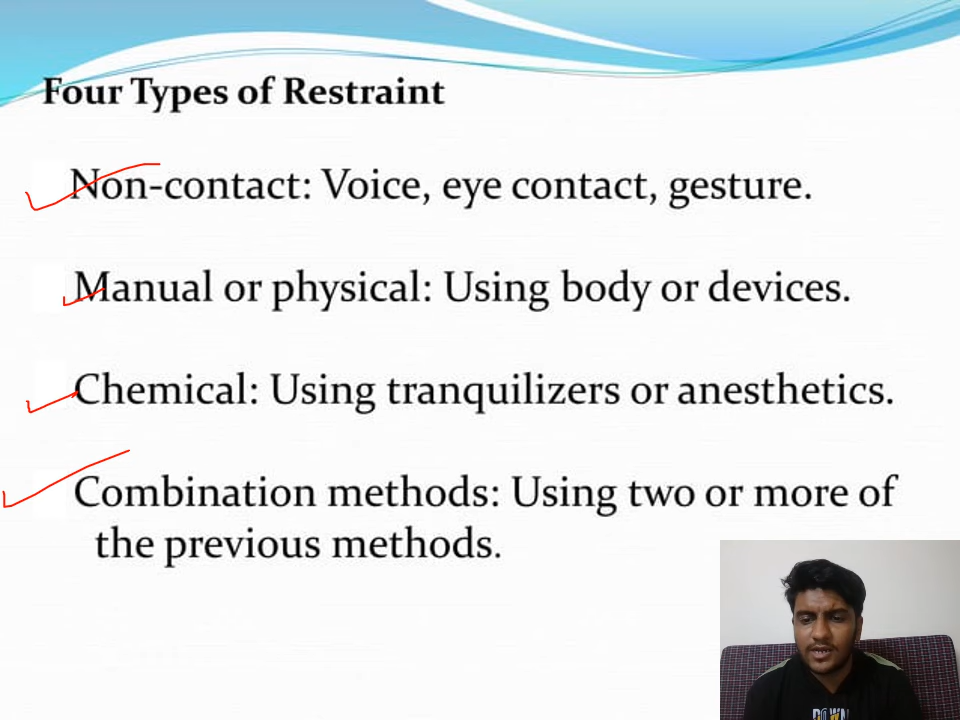 Four Types of Restraint
Non-contact: Voice, eye contact, gesture.
Manual or physical: Using body or devices.
Chemical: Using tranquilizers or anesthetics.
Combination methods: Using two or more of
the previous methods.